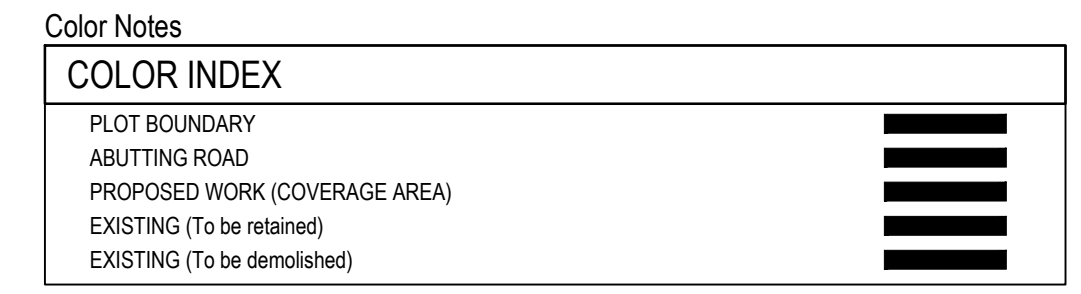 Color Notes
COLOR INDEX
PLOT BOUNDARY
ABUTTING ROAD
PROPOSED WORK (COVERAGE AREA)
EXISTING (To be retained)
EXISTING (To be demolished)